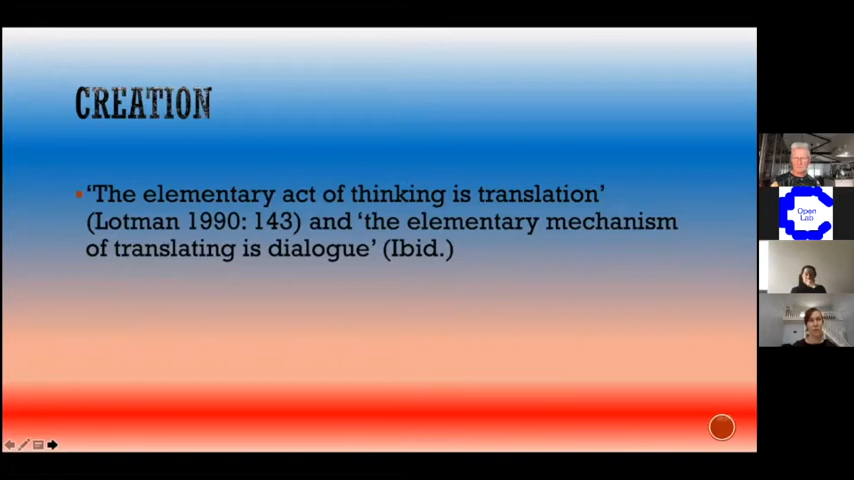 CREATION
‘The elementary act of thinking is translation’
(Lotman 1990: 143) and ‘the elementary mechanism
of translating is dialogue’ (Ibid.)
Open
Lab